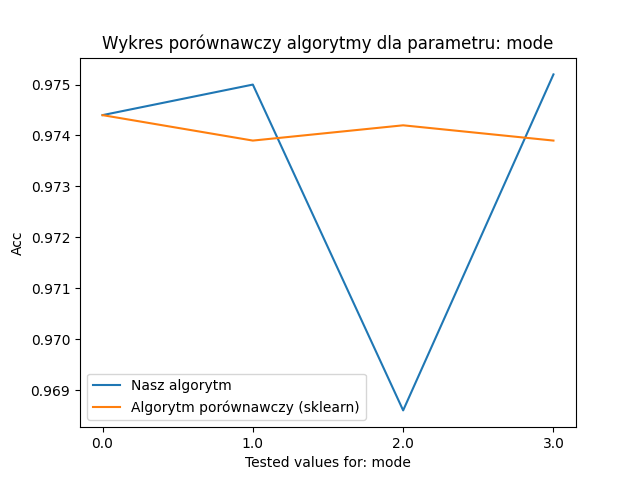 Wykres porównawczy algorytmy dla parametru: mode
0.975
0.974
0.973
0.972
0.971
0.970
0.969
Acc
Nasz algorytm
Algorytm porównawczy (sklearn)
0.0 1.0 2.0 3.0
Tested values for: mode